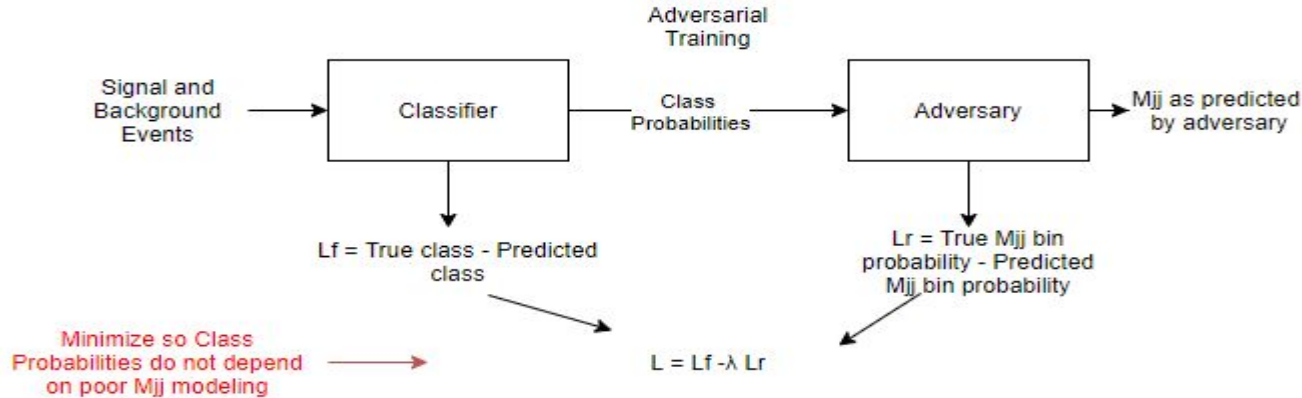 Adversarial
Training
Signal and
Background
Events
Classifier
Class
Probabilities
Adversary
Mjj as predicted
by adversary
Lf = True class - Predicted
class
Lr = True Mjj bin
probability - Predicted
Mjj bin probability
Minimize so Class
Probabilities do not depend
on poor Mjj modeling
L = Lf -λ Lr